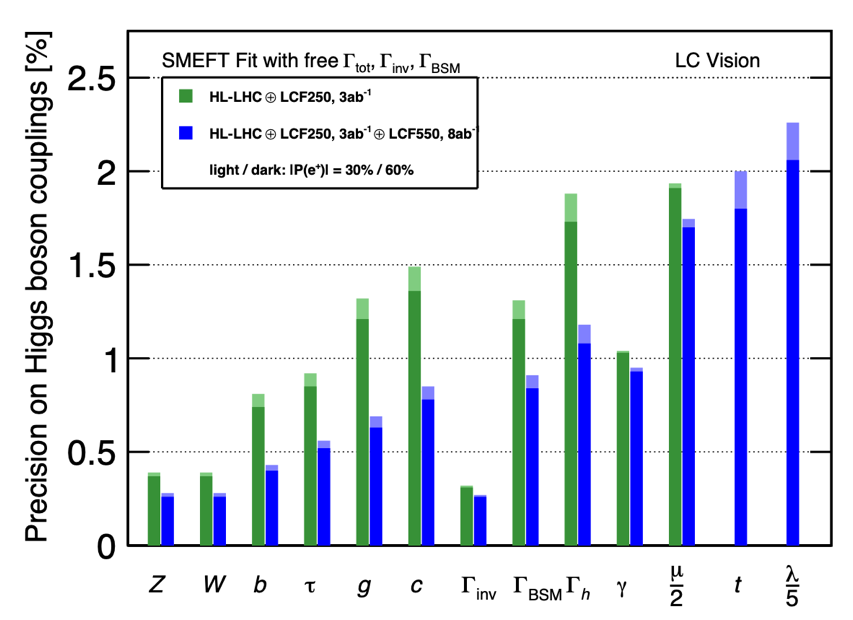 Precision on Higgs boson couplings [%]
SMEFT Fit with free Γtot, Γinv, ΓBSM
LC Vision
HL-LHC ⊕ LCF250, 3ab⁻¹
HL-LHC ⊕ LCF250, 3ab⁻¹ ⊕ LCF550, 8ab⁻¹
light / dark: |P(e⁺)| = 30% / 60%
2.5
2
1.5
1
0.5
0
Z W b τ g c Γinv ΓBSM Γh γ μ/2 t λ/5